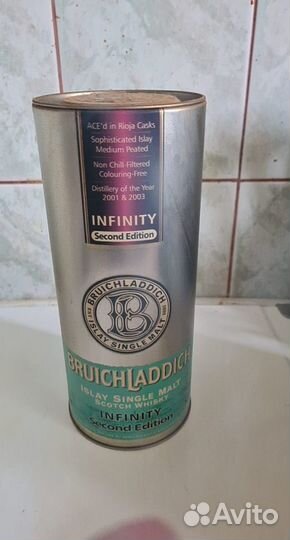 ACE'd in Rioja Casks
Sophisticated Islay
Medium Peated
Non Chill-Filtered
Colouring-Free
Distillery of the Year
2001 & 2003
INFINITY
Second Edition
BRUICHLADDICH
B
ISLAY SINGLE MALT
BRUICHLADDICH
ISLAY SINGLE MALT
SCOTCH WHISKY
INFINITY
Second Edition
Avito